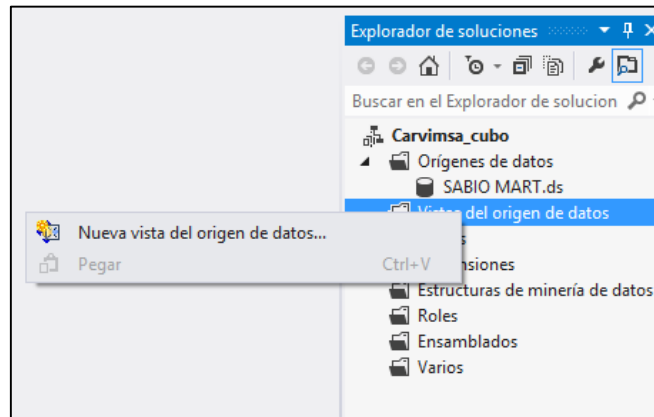 Explorador de soluciones
Buscar en el Explorador de solucion
Carvimsa_cubo
Orígenes de datos
SABIO MART.ds
Vistas del origen de datos
Nueva vista del origen de datos...
Pegar Ctrl+V
Estructuras de minería de datos
Roles
Ensamblados
Varios